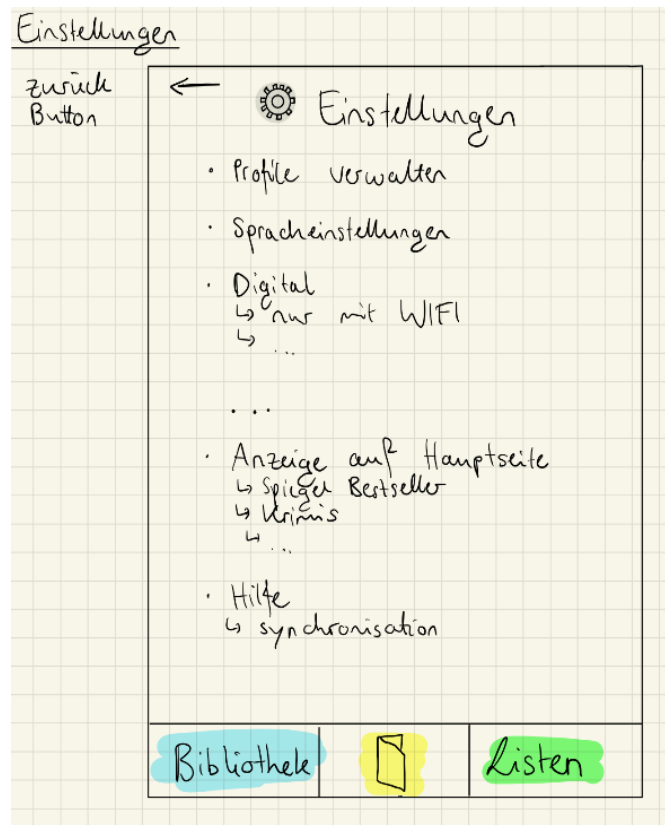 Einstellungen
zurück
Button
←
Einstellungen
· Profile verwalten
· Spracheinstellungen
· Digital
↳ nur mit WIFI
↳ ...
...
· Anzeige auf Hauptseite
↳ Spiegel Bestseller
↳ Krimis
↳ ...
· Hilfe
↳ synchronisation
Bibliothek
Listen